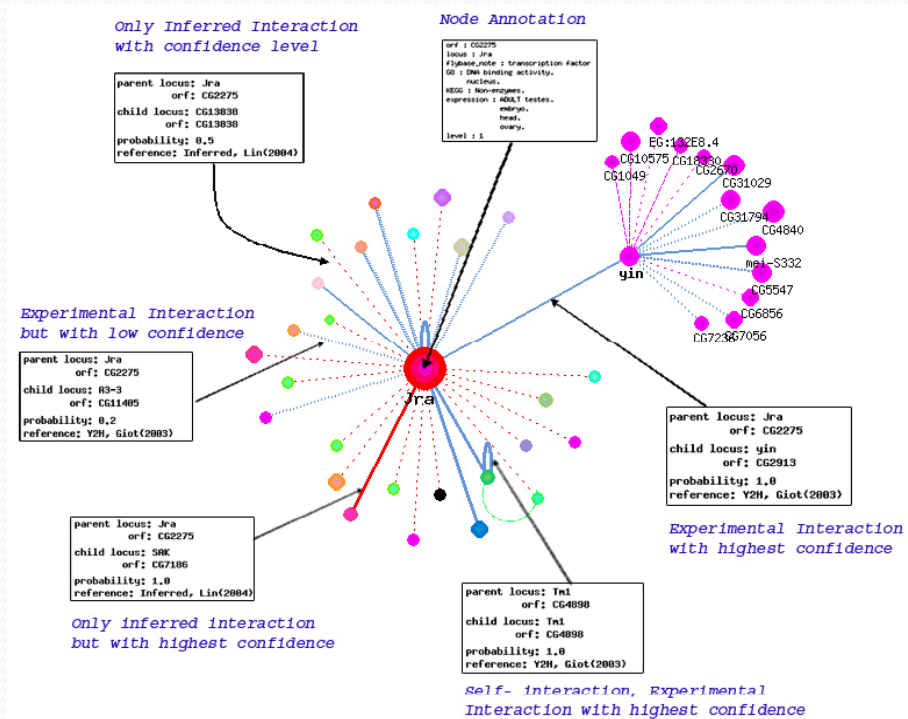 Only Inferred Interaction
with confidence level
parent locus: Jra
orf: CG2275
child locus: CG13838
orf: CG13838
probability: 0.5
reference: Inferred, Lin(2004)
Node Annotation
orf : CG2275
locus : Jra
flybase_note : transcription factor
GO : DNA binding activity.
nucleus.
KEGG : Non-enzymes.
expression : ADULT testes.
embryo.
head.
ovary.
level : 1
EG:132E8.4
CG10575
CG18330
CG2670
CG1049
CG31029
CG31794
CG4840
mei-S332
CG5547
CG6856
CG7056
yin
Experimental Interaction
but with low confidence
parent locus: Jra
orf: CG2275
child locus: A3-3
orf: CG11405
probability: 0.2
reference: Y2H, Giot(2003)
Jra
parent locus: Jra
orf: CG2275
child locus: yin
orf: CG2913
probability: 1.0
reference: Y2H, Giot(2003)
Experimental Interaction
with highest confidence
parent locus: Jra
orf: CG2275
child locus: SAK
orf: CG7186
probability: 1.0
reference: Inferred, Lin(2004)
Only inferred interaction
but with highest confidence
parent locus: Tm1
orf: CG4898
child locus: Tm1
orf: CG4898
probability: 1.0
reference: Y2H, Giot(2003)
Self- interaction, Experimental
Interaction with highest confidence